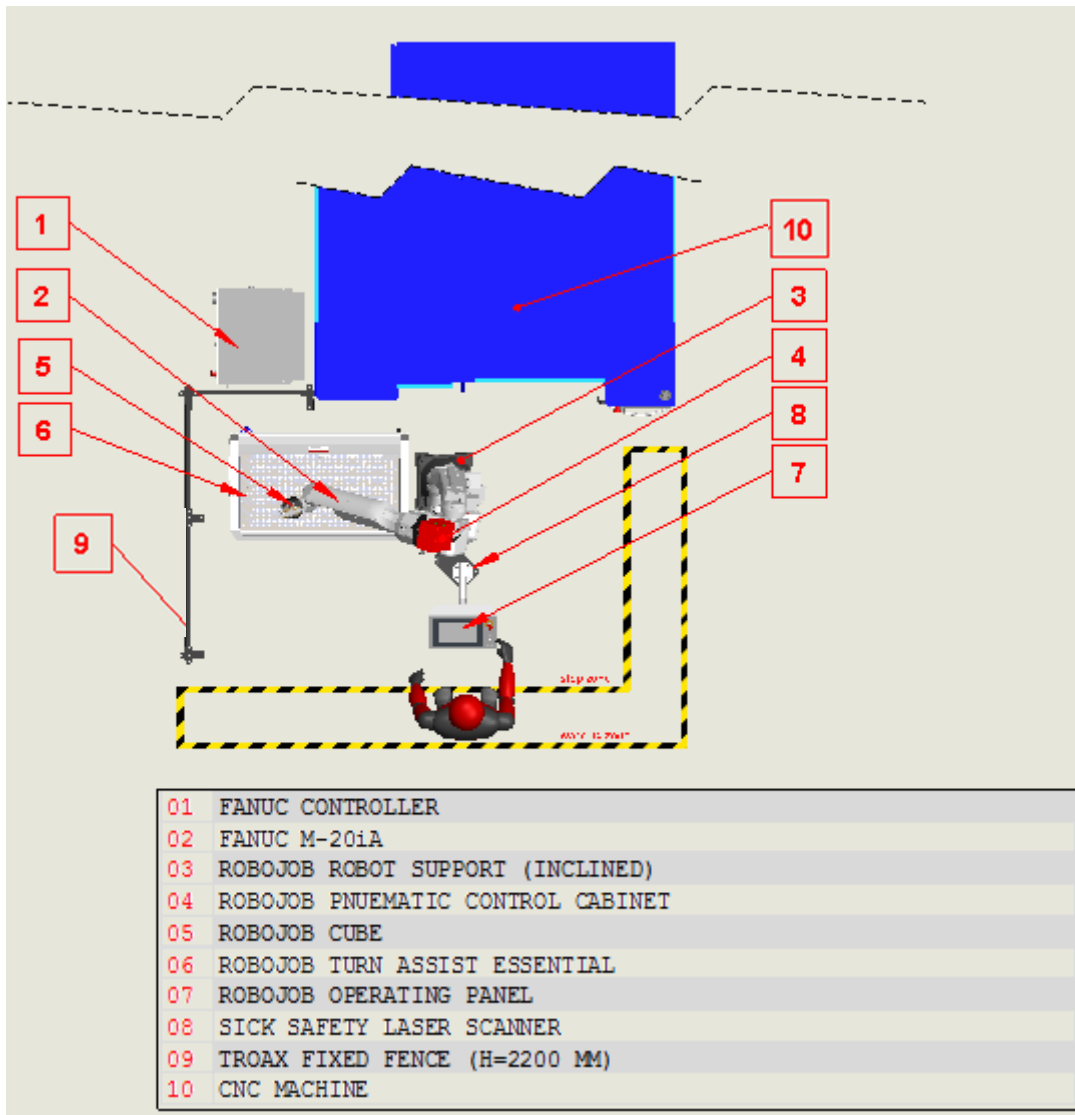 1
10
2
3
5
4
6
8
7
9
stop zone
01 FANUC CONTROLLER
02 FANUC M-20iA
03 ROBOJOB ROBOT SUPPORT (INCLINED)
04 ROBOJOB PNUEMATIC CONTROL CABINET
05 ROBOJOB CUBE
06 ROBOJOB TURN ASSIST ESSENTIAL
07 ROBOJOB OPERATING PANEL
08 SICK SAFETY LASER SCANNER
09 TROAX FIXED FENCE (H=2200 MM)
10 CNC MACHINE